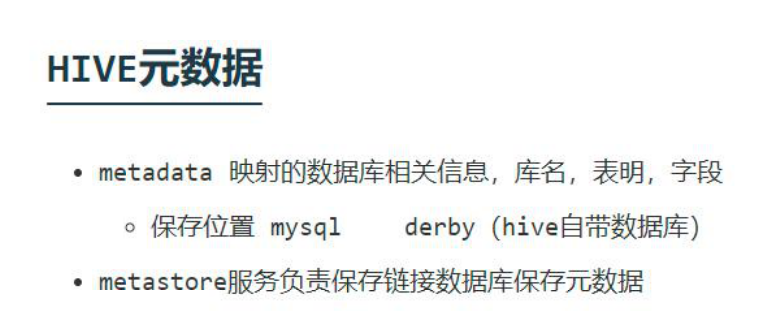 HIVE元数据
• metadata 映射的数据库相关信息，库名，表明，字段
◦ 保存位置 mysql    derby（hive自带数据库）
• metastore服务负责保存链接数据库保存元数据